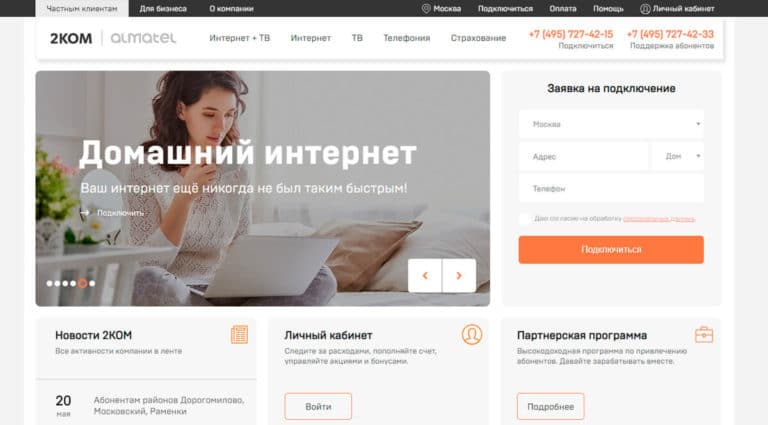 Частным клиентам Для бизнеса О компании Москва Подключиться Оплата Помощь Личный кабинет
2КОМ | almatel Интернет + ТВ Интернет ТВ Телефония Страхование +7 (495) 727-42-15 +7 (495) 727-42-33
Подключиться Поддержка абонентов
Домашний интернет
Ваш интернет ещё никогда не был таким быстрым!
Подключить
Заявка на подключение
Москва
Адрес Дом
Телефон
Даю согласие на обработку персональных данных.
Подключиться
Новости 2КОМ
Все активности компании в ленте
20 Абонентам районов Дорогомилово,
мая Московский, Раменки
Личный кабинет
Следите за расходами, пополняйте счет,
управляйте акциями и бонусами.
Войти
Партнерская программа
Высокодоходная программа по привлечению
абонентов. Давайте зарабатывать вместе.
Подробнее